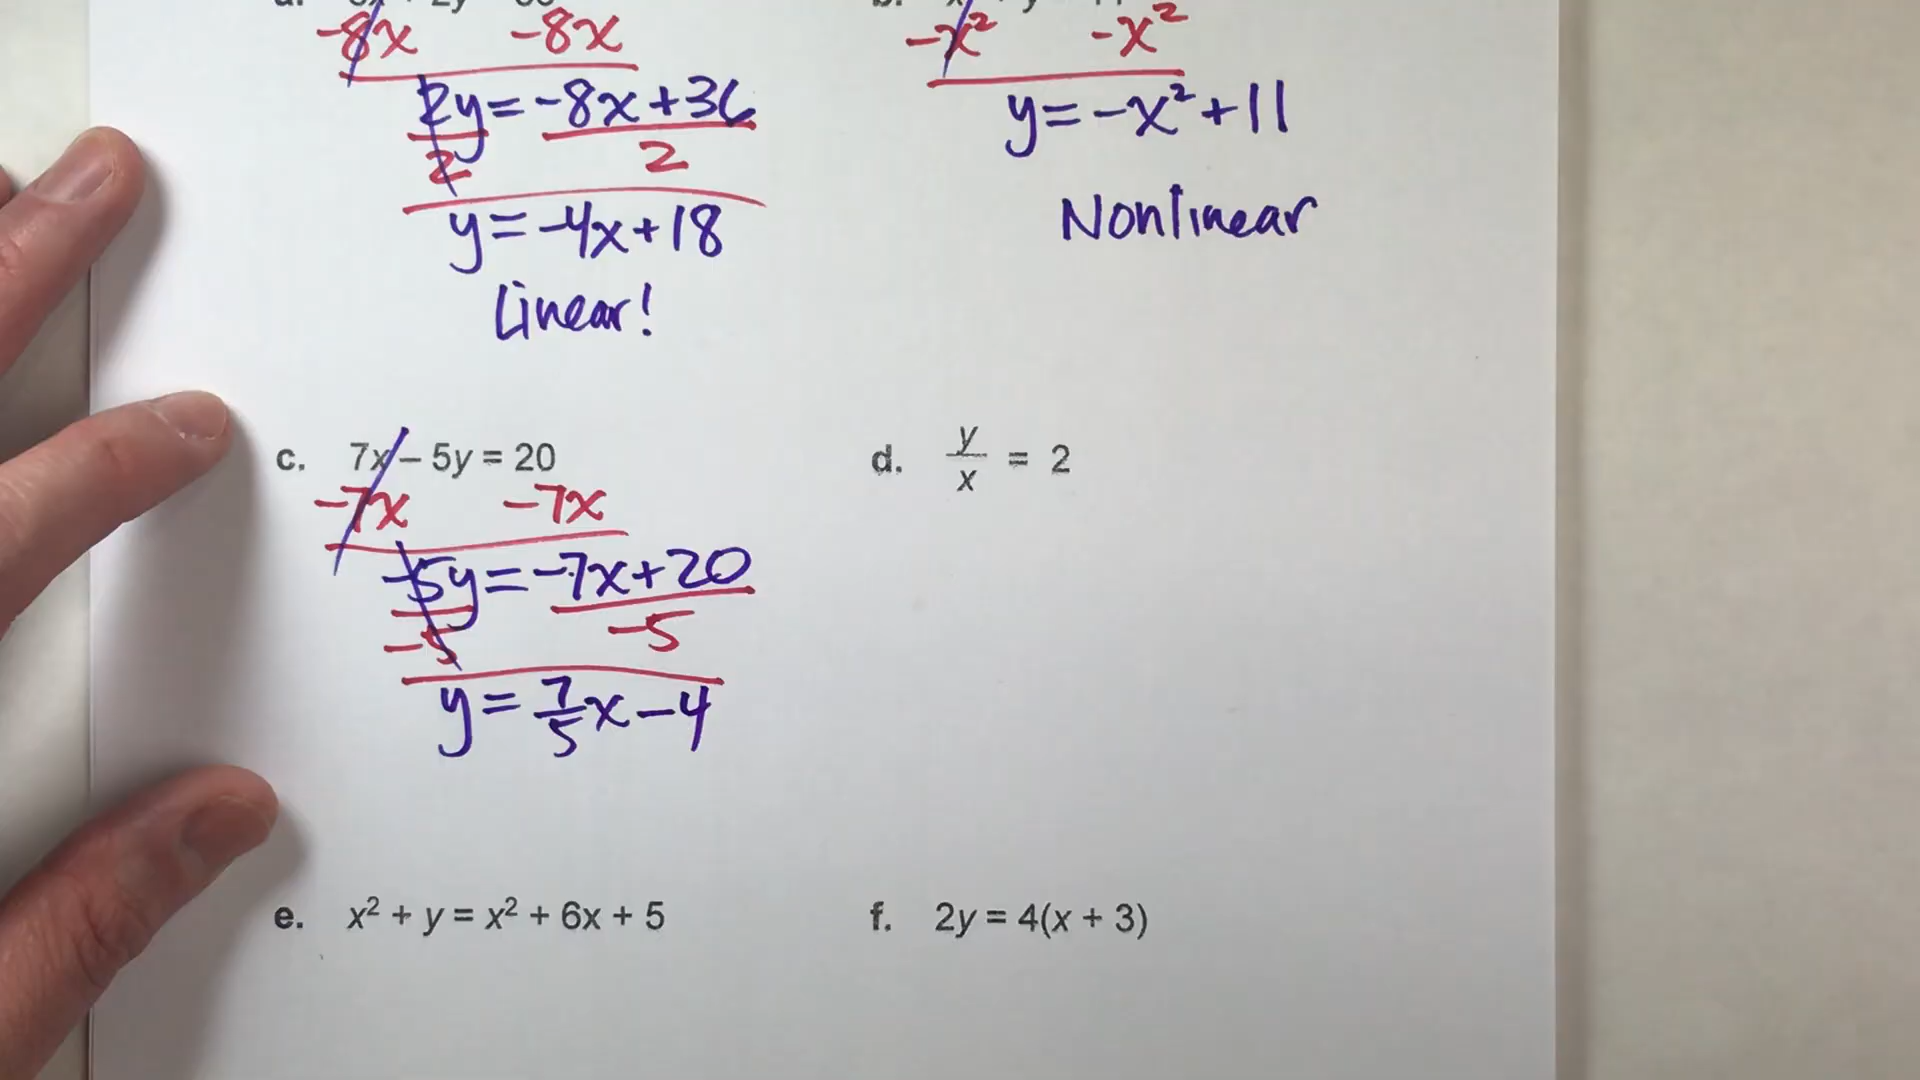 -8x -8x
2y = -8x + 36
2 2
y = -4x + 18
Linear!
-x² -x²
y = -x² + 11
Nonlinear
c. 7x – 5y = 20
-7x -7x
-5y = -7x + 20
-5 -5
y = 7/5 x - 4
d. y/x = 2
e. x² + y = x² + 6x + 5
f. 2y = 4(x + 3)